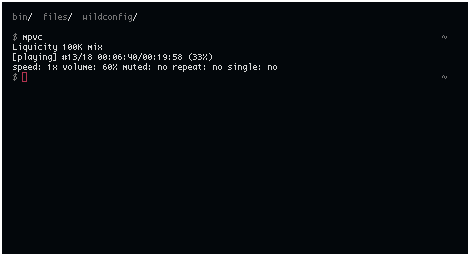 bin/ files/ wildconfig/
$ mpvc ~
Liquicity 100K Mix
[playing] #13/18 00:06:40/00:19:58 (33%)
speed: 1x volume: 60% muted: no repeat: no single: no
$ ~